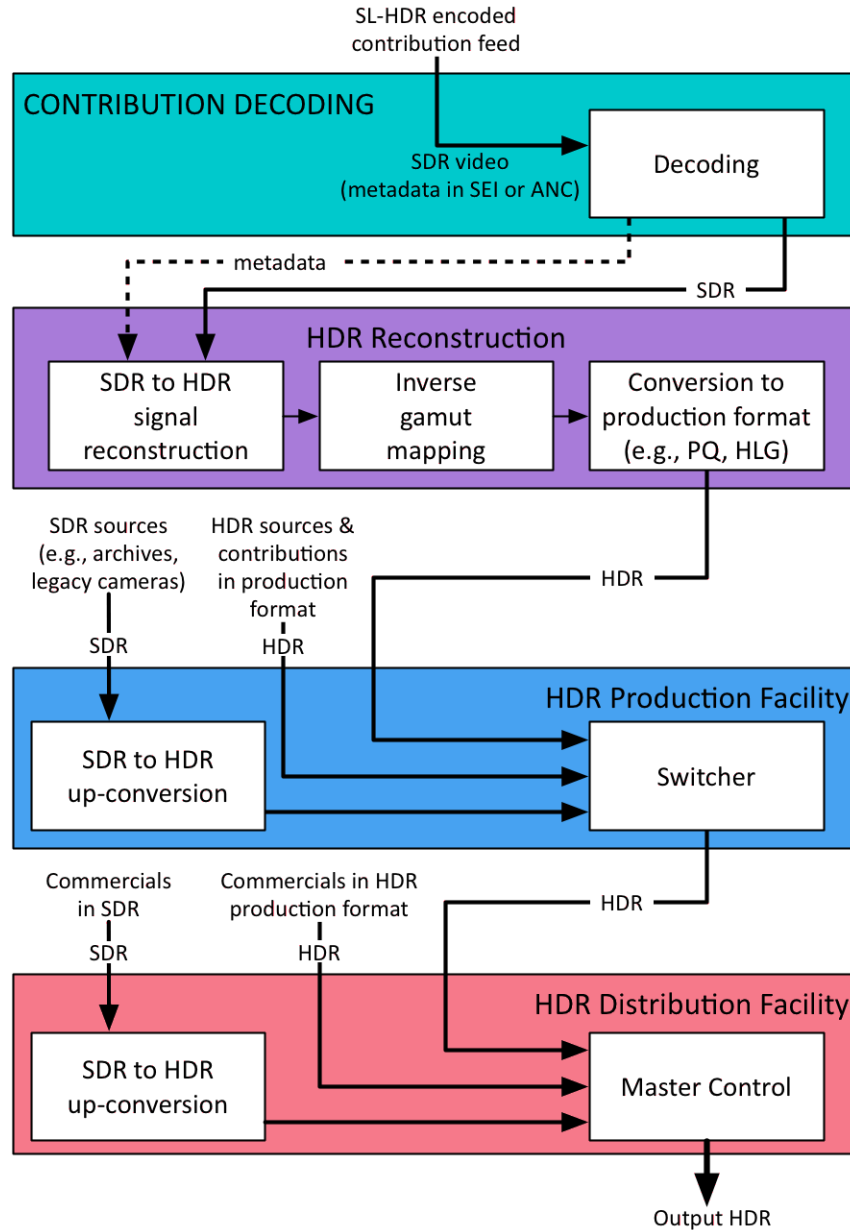 SL-HDR encoded
contribution feed
CONTRIBUTION DECODING
SDR video
(metadata in SEI or ANC)
Decoding
metadata
SDR
HDR Reconstruction
SDR to HDR
signal
reconstruction
Inverse
gamut
mapping
Conversion to
production format
(e.g., PQ, HLG)
SDR sources
(e.g., archives,
legacy cameras)
SDR
HDR sources &
contributions
in production
format
HDR
HDR
HDR Production Facility
SDR to HDR
up-conversion
Switcher
Commercials
in SDR
SDR
Commercials in HDR
production format
HDR
HDR
HDR Distribution Facility
SDR to HDR
up-conversion
Master Control
Output HDR